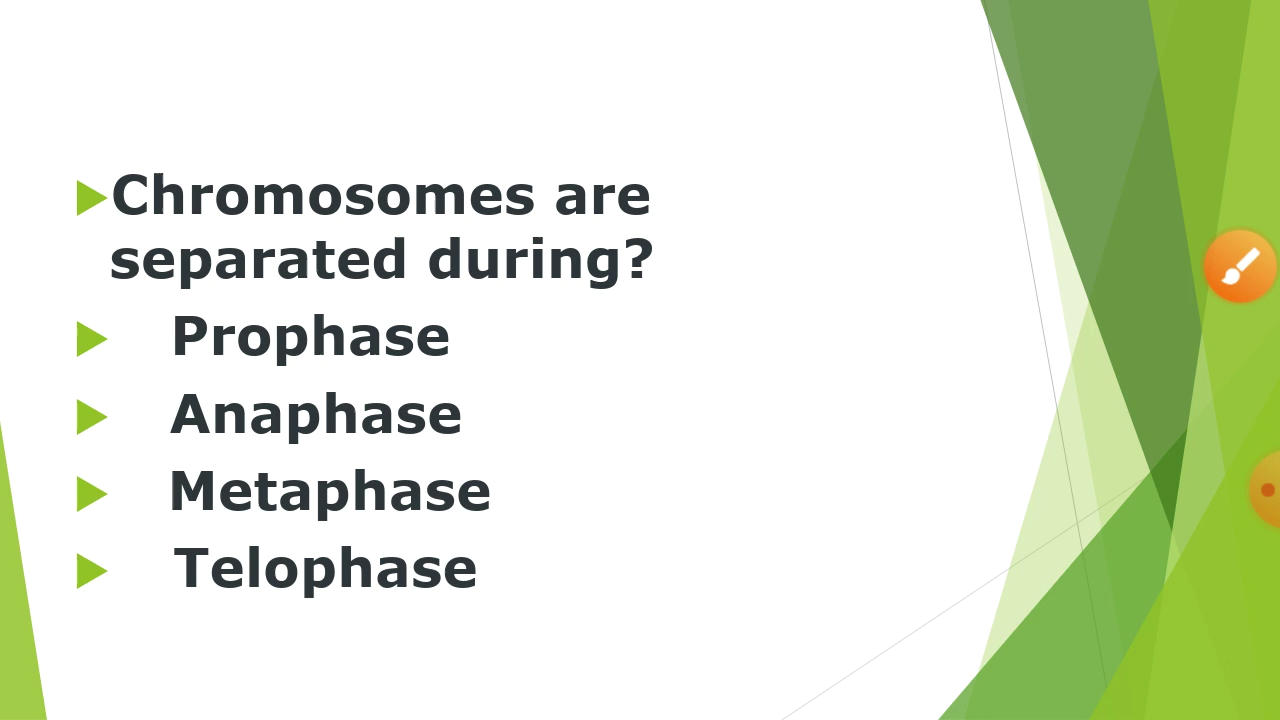 Chromosomes are
separated during?
Prophase
Anaphase
Metaphase
Telophase